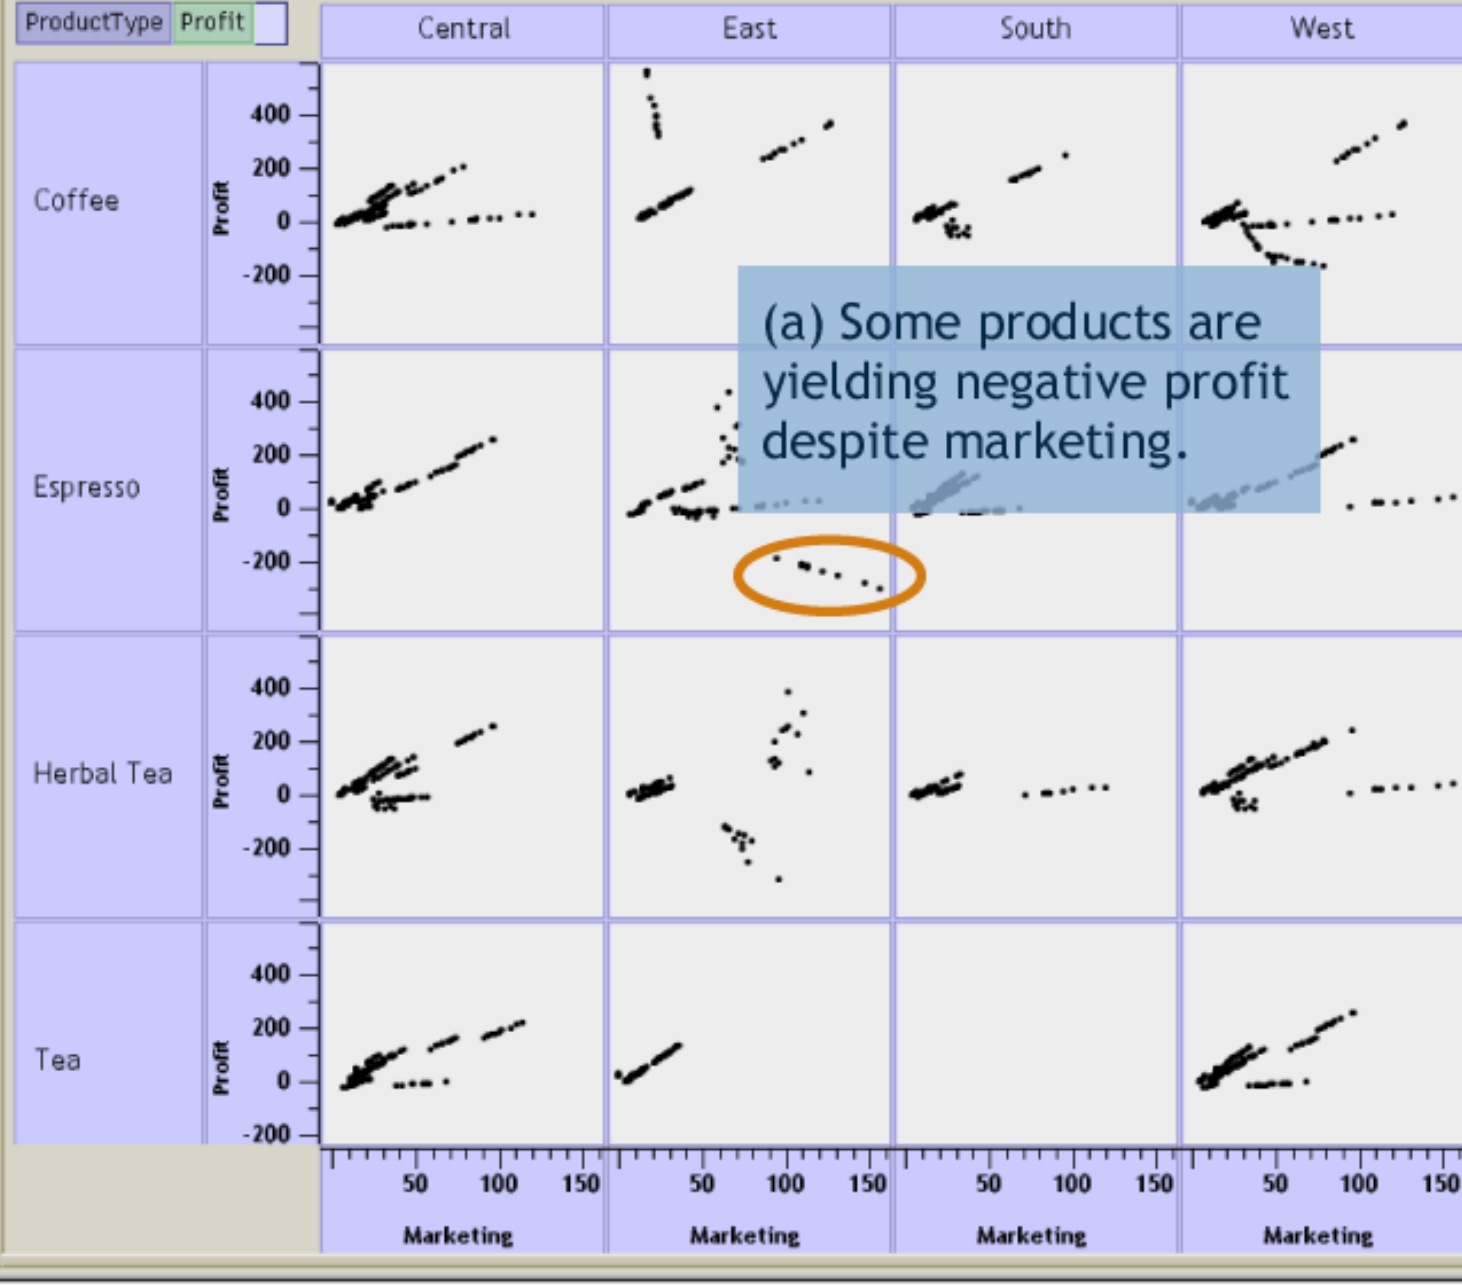 ProductType Profit
Central East South West
Coffee
Profit
400
200
0
-200
(a) Some products are
yielding negative profit
despite marketing.
Espresso
Profit
400
200
0
-200
Herbal Tea
Profit
400
200
0
-200
Tea
Profit
400
200
0
-200
50 100 150 50 100 150 50 100 150 50 100 150
Marketing Marketing Marketing Marketing